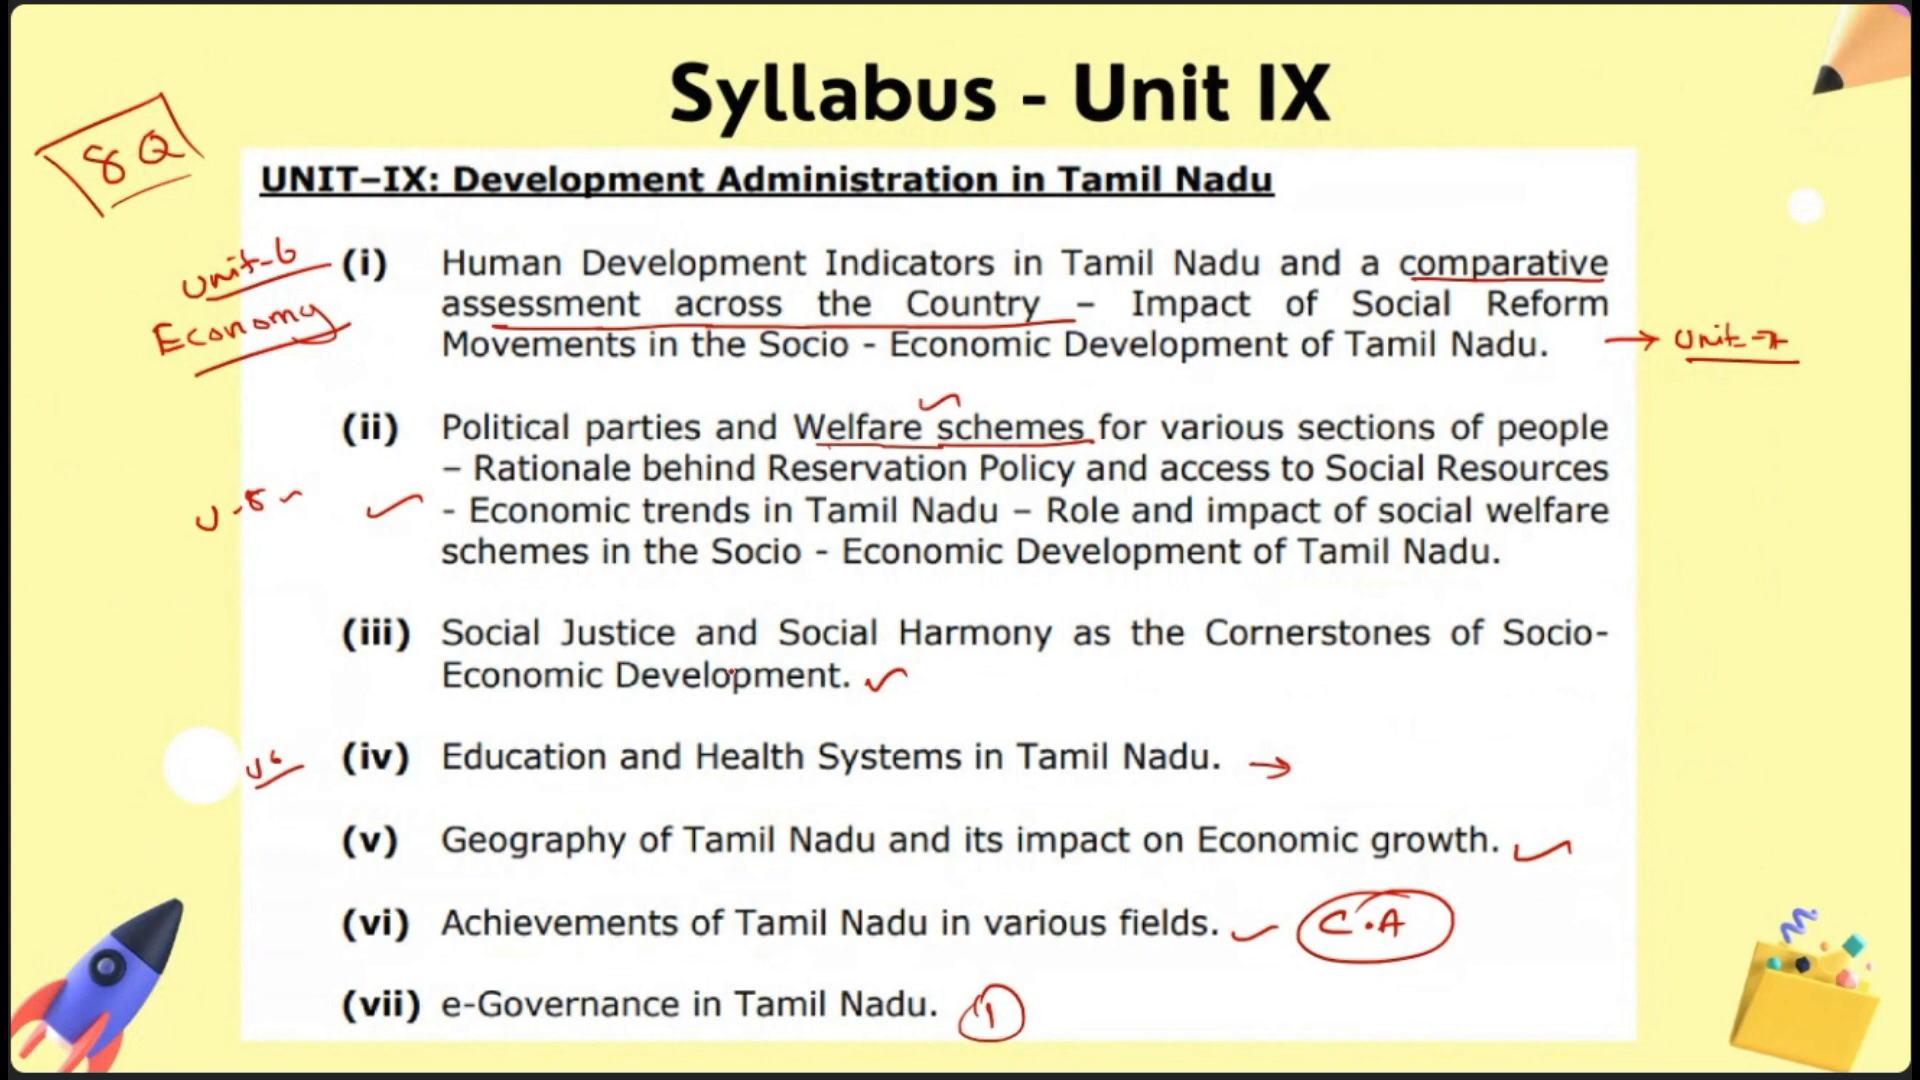 Syllabus - Unit IX
8Q
UNIT–IX: Development Administration in Tamil Nadu
Unit-6
Economy
(i) Human Development Indicators in Tamil Nadu and a comparative
assessment across the Country – Impact of Social Reform
Movements in the Socio - Economic Development of Tamil Nadu.
→ Unit-7
(ii) Political parties and Welfare schemes for various sections of people
– Rationale behind Reservation Policy and access to Social Resources
U-8
- Economic trends in Tamil Nadu – Role and impact of social welfare
schemes in the Socio - Economic Development of Tamil Nadu.
(iii) Social Justice and Social Harmony as the Cornerstones of Socio-
Economic Development.
U6
(iv) Education and Health Systems in Tamil Nadu. →
(v) Geography of Tamil Nadu and its impact on Economic growth.
(vi) Achievements of Tamil Nadu in various fields. C.A
(vii) e-Governance in Tamil Nadu. 1